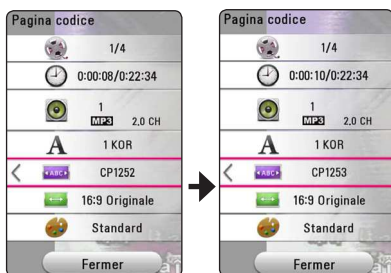 Pagina codice
1/4
0:00:08/0:22:34
1
MP3 2,0 CH
A 1 KOR
ABC CP1252
16:9 Originale
Standard
Fermer
Pagina codice
1/4
0:00:10/0:22:34
1
MP3 2,0 CH
A 1 KOR
ABC CP1253
16:9 Originale
Standard
Fermer